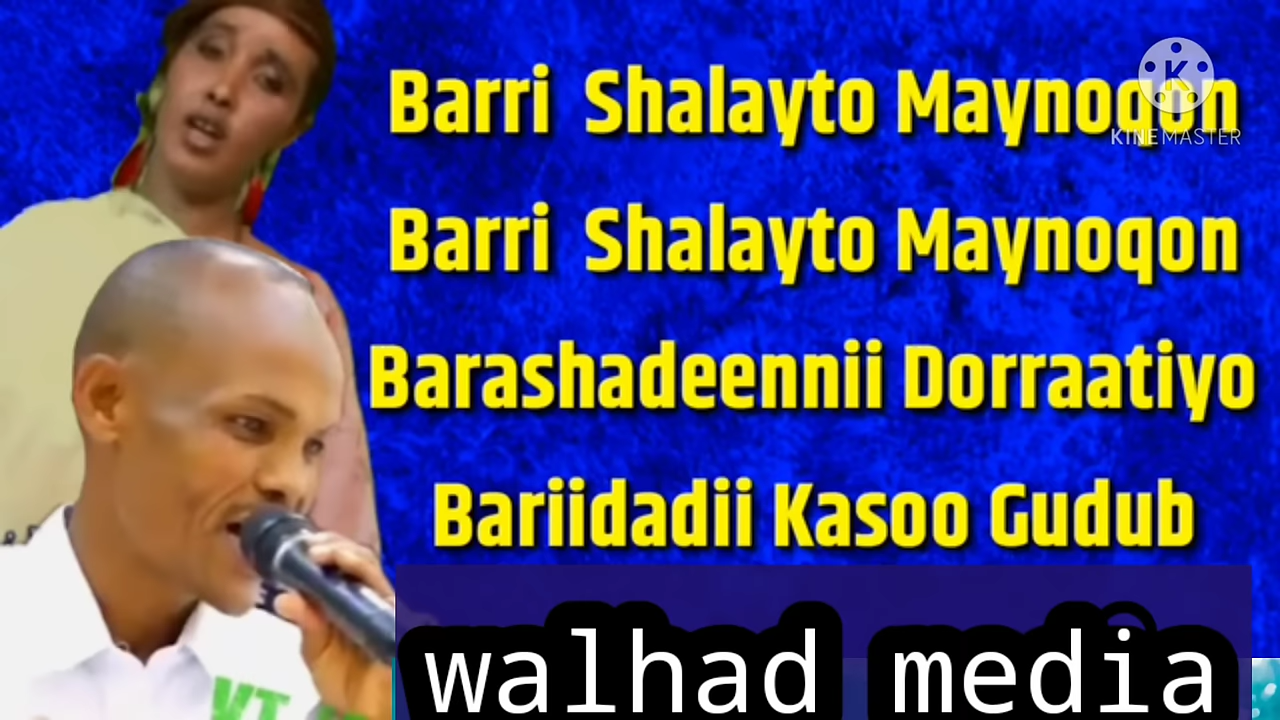 Barri Shalayto Maynoqon
KINEMASTER
Barri Shalayto Maynoqon
Barashadeennii Dorraatiyo
Bariidadii Kasoo Gudub
walhad media